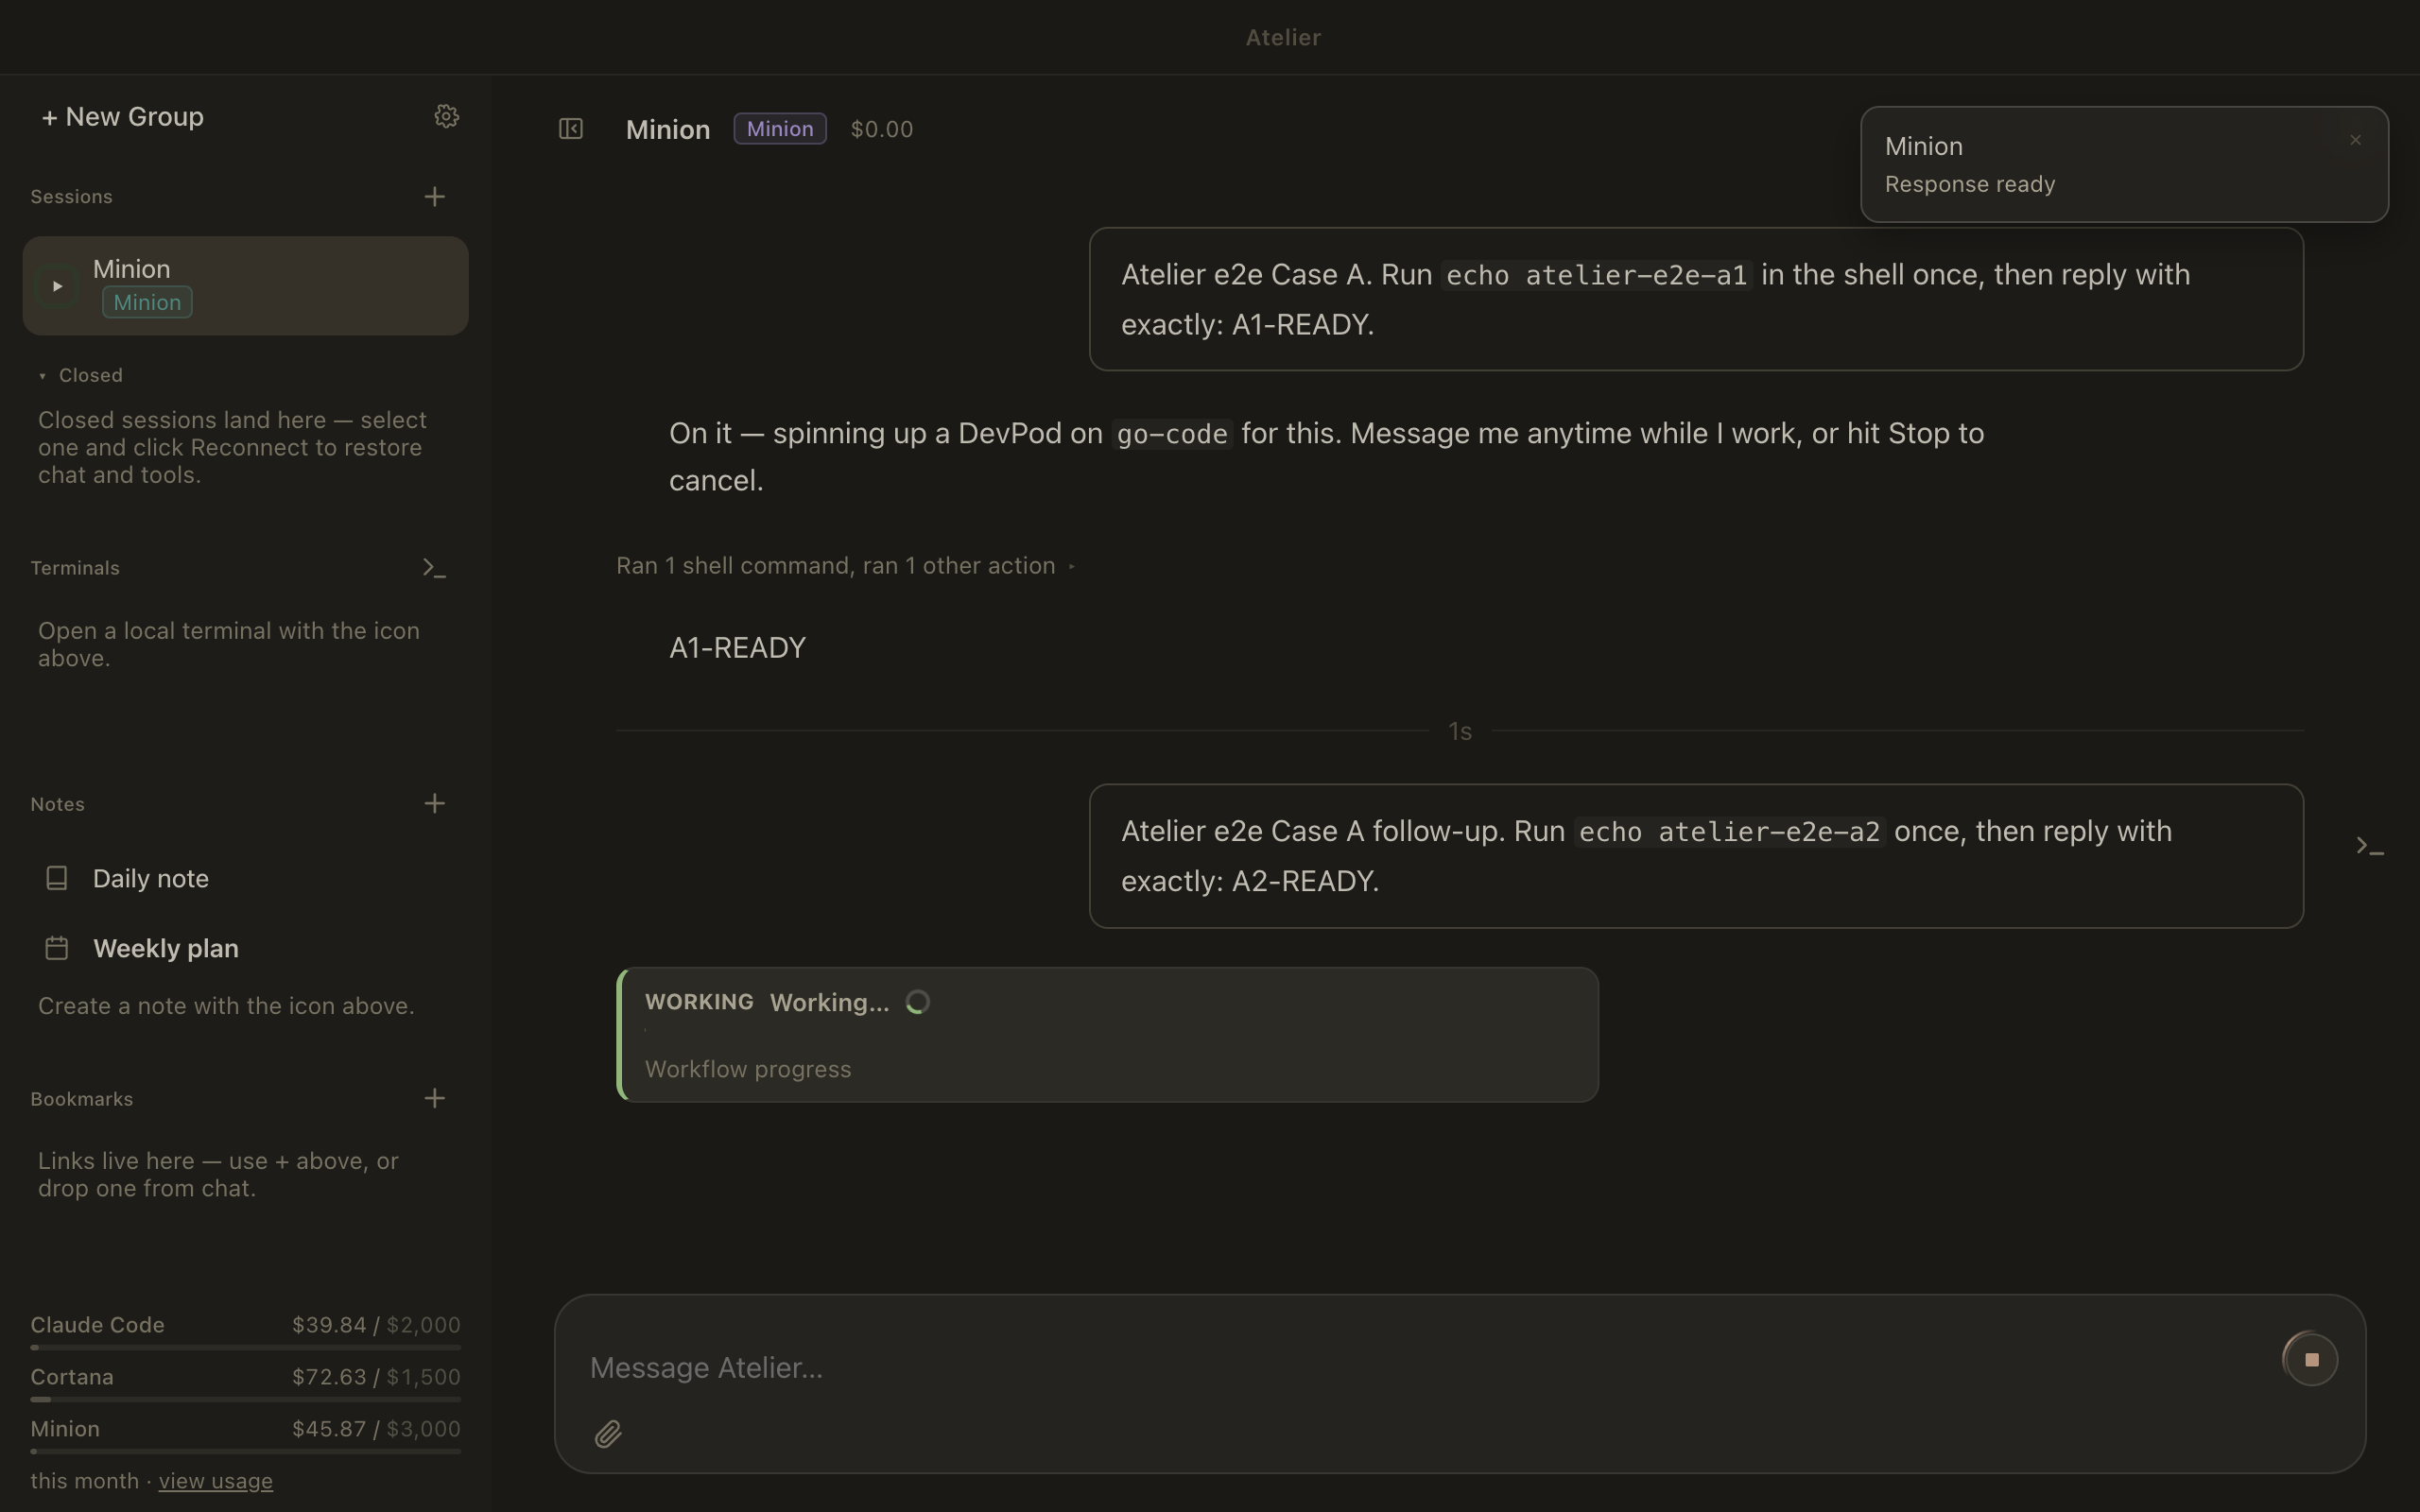 Atelier
+ New Group
Sessions
Minion
Minion
Closed
Closed sessions land here — select
one and click Reconnect to restore
chat and tools.
Terminals
Open a local terminal with the icon
above.
Notes
Daily note
Weekly plan
Create a note with the icon above.
Bookmarks
Links live here — use + above, or
drop one from chat.
Claude Code $39.84 / $2,000
Cortana $72.63 / $1,500
Minion $45.87 / $3,000
this month · view usage
Minion Minion $0.00
Minion
Response ready
Atelier e2e Case A. Run echo atelier-e2e-a1 in the shell once, then reply with
exactly: A1-READY.
On it — spinning up a DevPod on go-code for this. Message me anytime while I work, or hit Stop to
cancel.
Ran 1 shell command, ran 1 other action
A1-READY
1s
Atelier e2e Case A follow-up. Run echo atelier-e2e-a2 once, then reply with
exactly: A2-READY.
WORKING Working...
Workflow progress
Message Atelier...